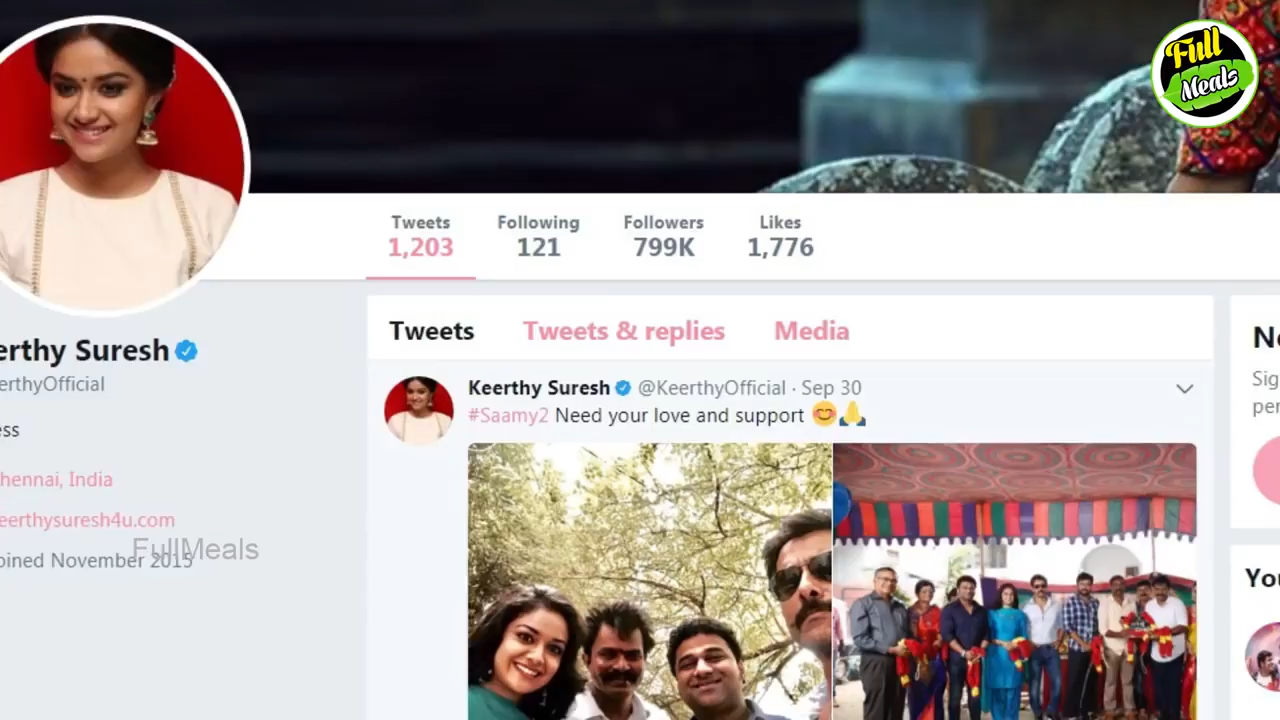 Full
Meals
Tweets Following Followers Likes
1,203 121 799K 1,776
Tweets Tweets & replies Media
erthy Suresh
erthyOfficial
ess
hennai, India
eerthysuresh4u.com
oined November 2015
FullMeals
Keerthy Suresh @KeerthyOfficial · Sep 30
#Saamy2 Need your love and support 😊🙏
Ne
Sig
per
You